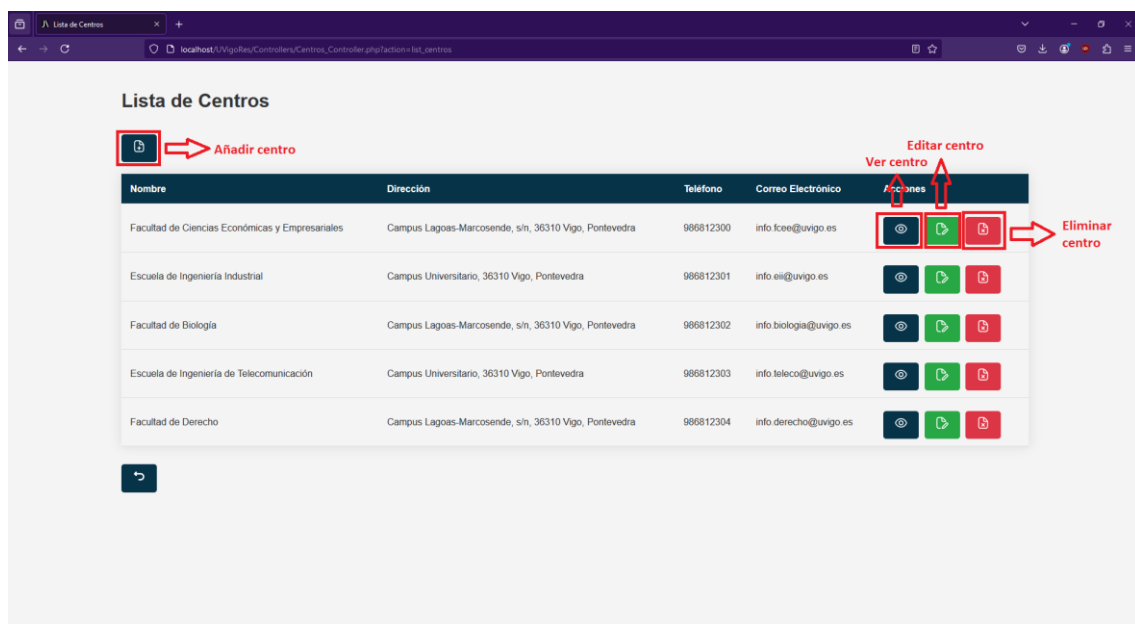 Lista de Centros
localhost/UVigoRes/Controllers/Centros_Controller.php?action=list_centros
Lista de Centros
Añadir centro
Editar centro
Ver centro
Nombre Dirección Teléfono Correo Electrónico Acciones
Facultad de Ciencias Económicas y Empresariales Campus Lagoas-Marcosende, s/n, 36310 Vigo, Pontevedra 986812300 info.fcee@uvigo.es
Eliminar
centro
Escuela de Ingeniería Industrial Campus Universitario, 36310 Vigo, Pontevedra 986812301 info.eii@uvigo.es
Facultad de Biología Campus Lagoas-Marcosende, s/n, 36310 Vigo, Pontevedra 986812302 info.biologia@uvigo.es
Escuela de Ingeniería de Telecomunicación Campus Universitario, 36310 Vigo, Pontevedra 986812303 info.teleco@uvigo.es
Facultad de Derecho Campus Lagoas-Marcosende, s/n, 36310 Vigo, Pontevedra 986812304 info.derecho@uvigo.es